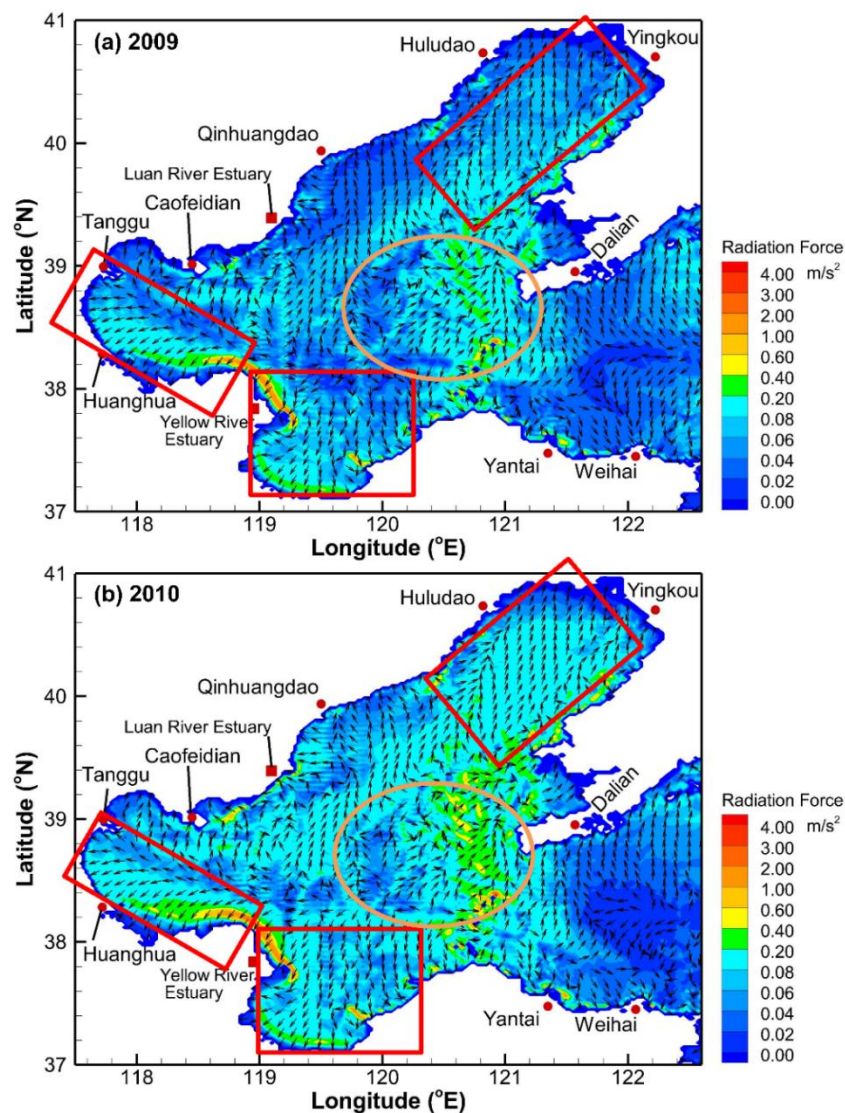 (a) 2009
Huludao
Yingkou
Qinhuangdao
Luan River Estuary
Caofeidian
Tanggu
Dalian
Huanghua
Yellow River
Estuary
Yantai
Weihai
41
40
39
38
37
Latitude (°N)
118
119
120
121
122
Longitude (°E)
Radiation Force
m/s²
4.00
3.00
2.00
1.00
0.60
0.40
0.20
0.08
0.06
0.04
0.02
0.00
(b) 2010
Huludao
Yingkou
Qinhuangdao
Luan River Estuary
Caofeidian
Tanggu
Dalian
Huanghua
Yellow River
Estuary
Yantai
Weihai
41
40
39
38
37
Latitude (°N)
118
119
120
121
122
Longitude (°E)
Radiation Force
m/s²
4.00
3.00
2.00
1.00
0.60
0.40
0.20
0.08
0.06
0.04
0.02
0.00